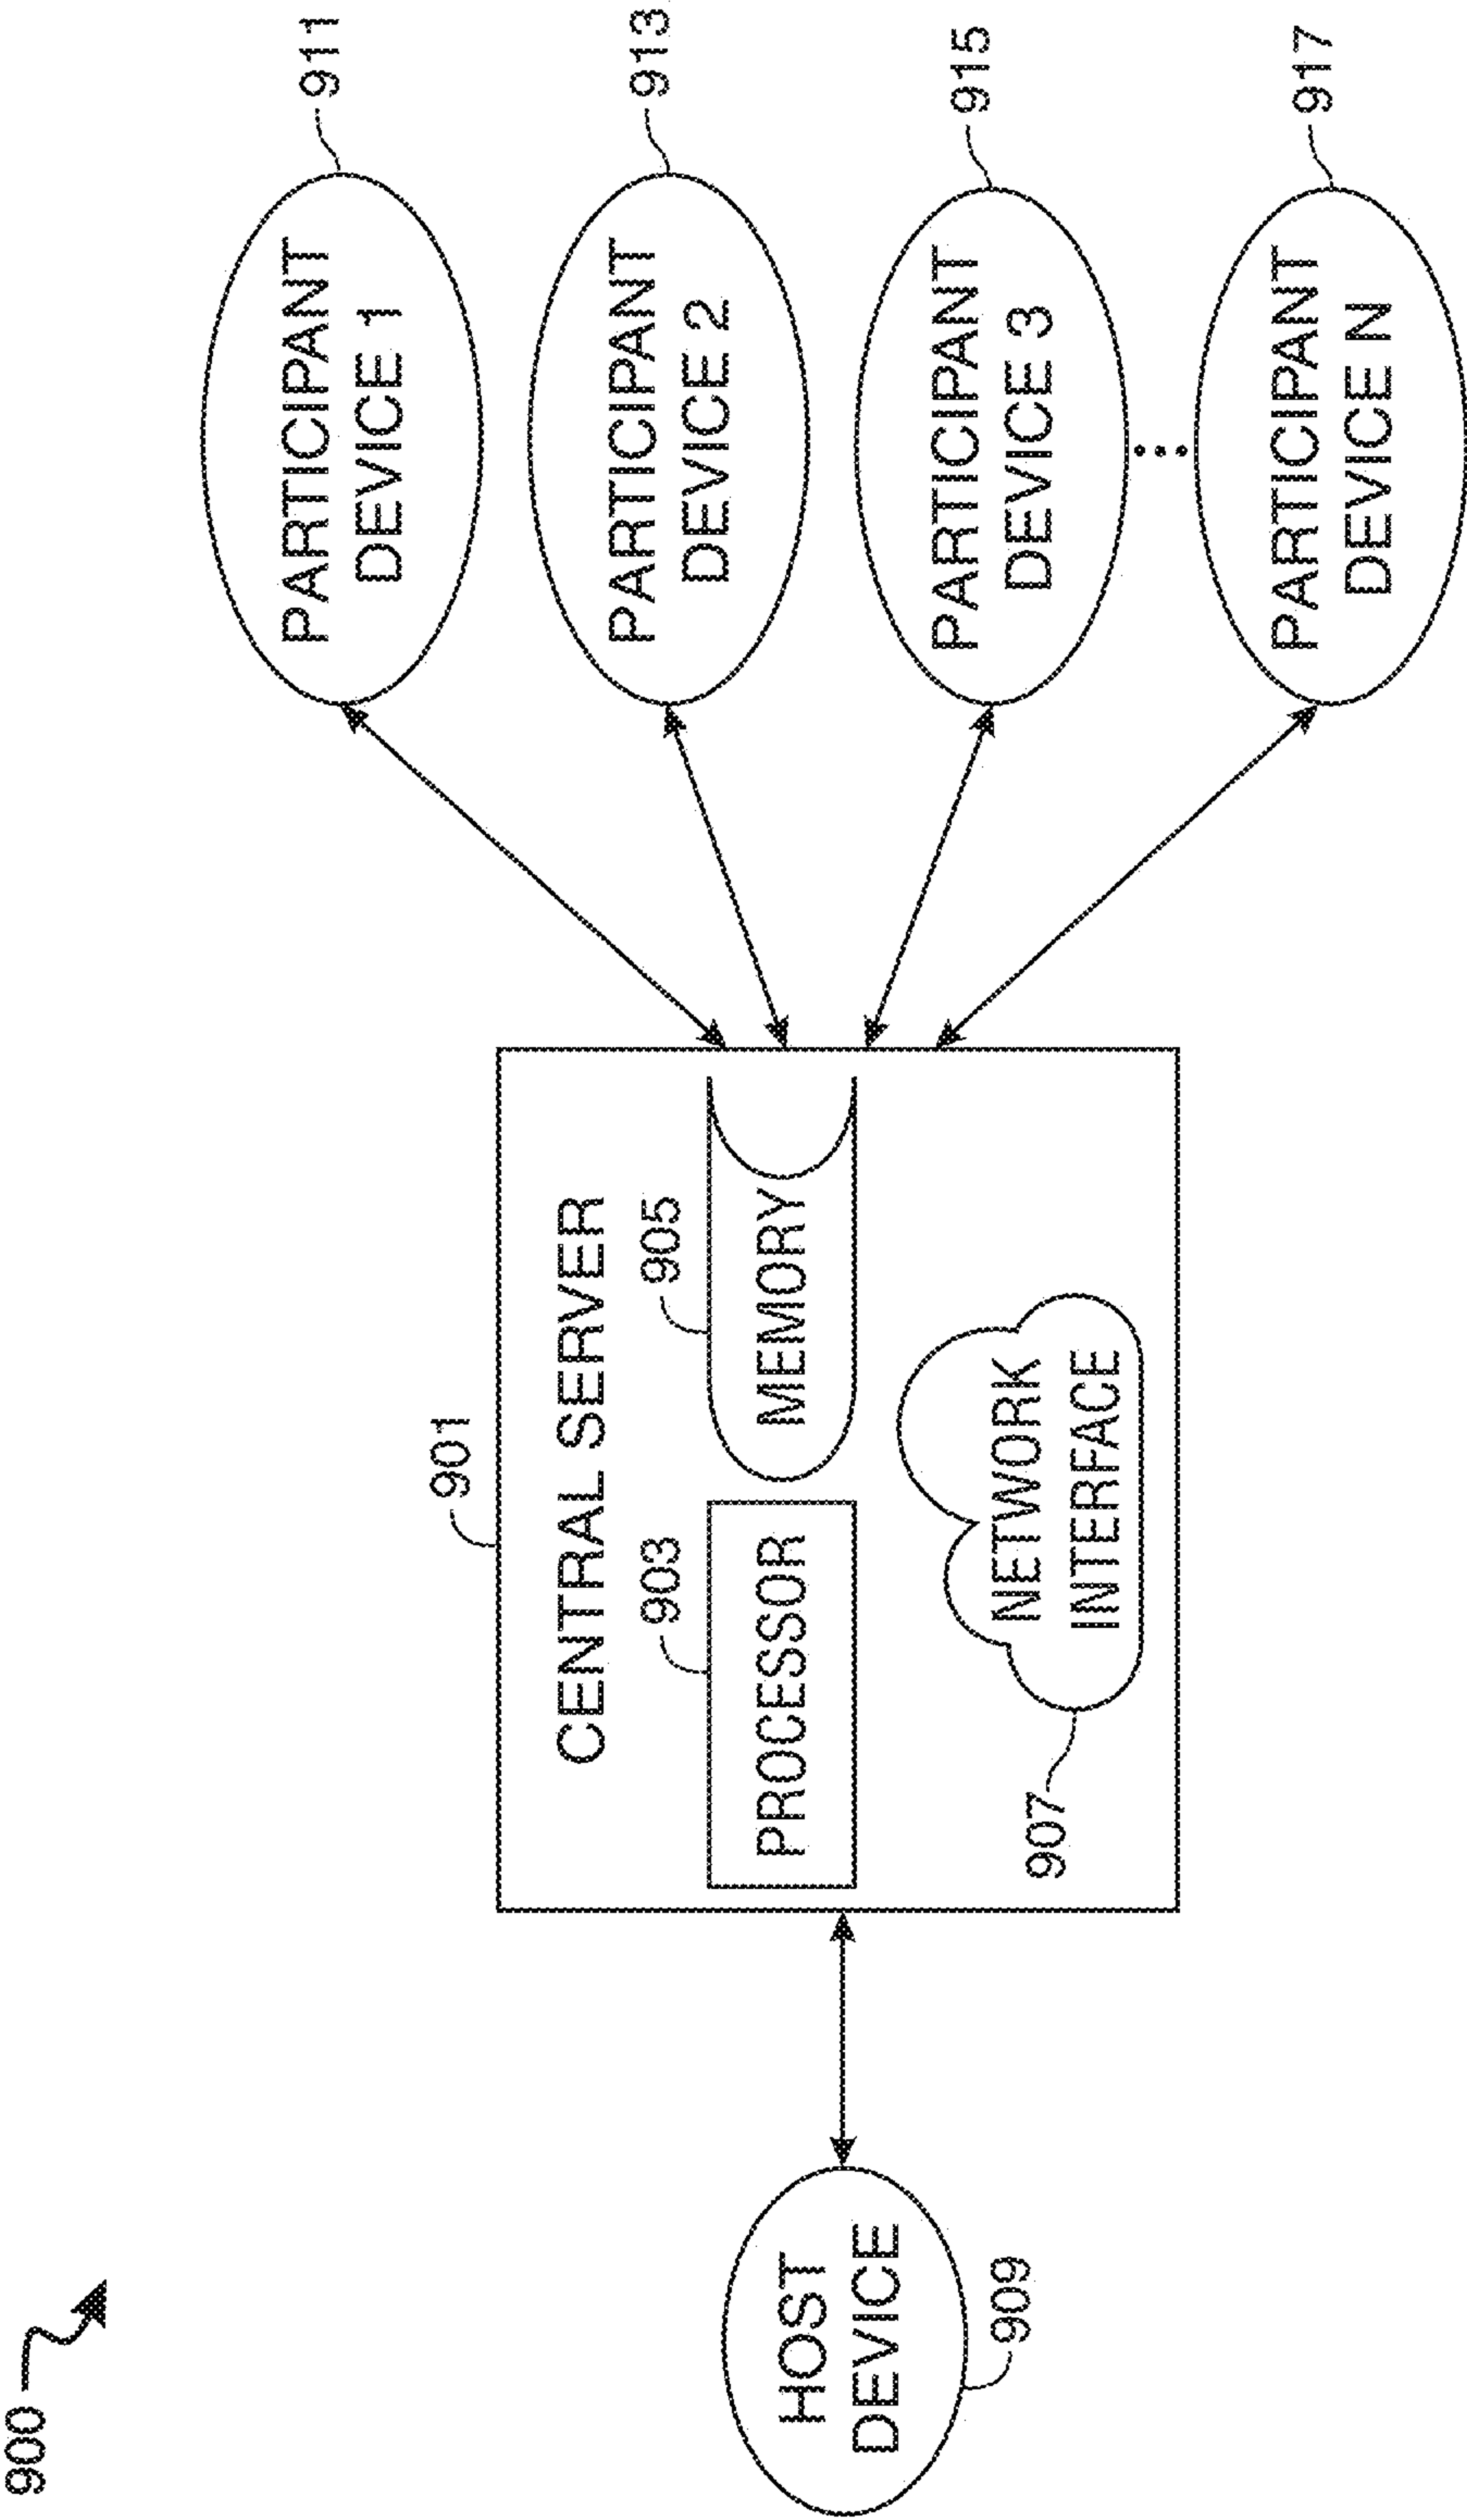 900
HOST
DEVICE
909
901
CENTRAL SERVER
903
PROCESSOR
905
MEMORY
907
NETWORK
INTERFACE
PARTICIPANT
DEVICE 1
911
PARTICIPANT
DEVICE 2
913
PARTICIPANT
DEVICE 3
915
PARTICIPANT
DEVICE N
917